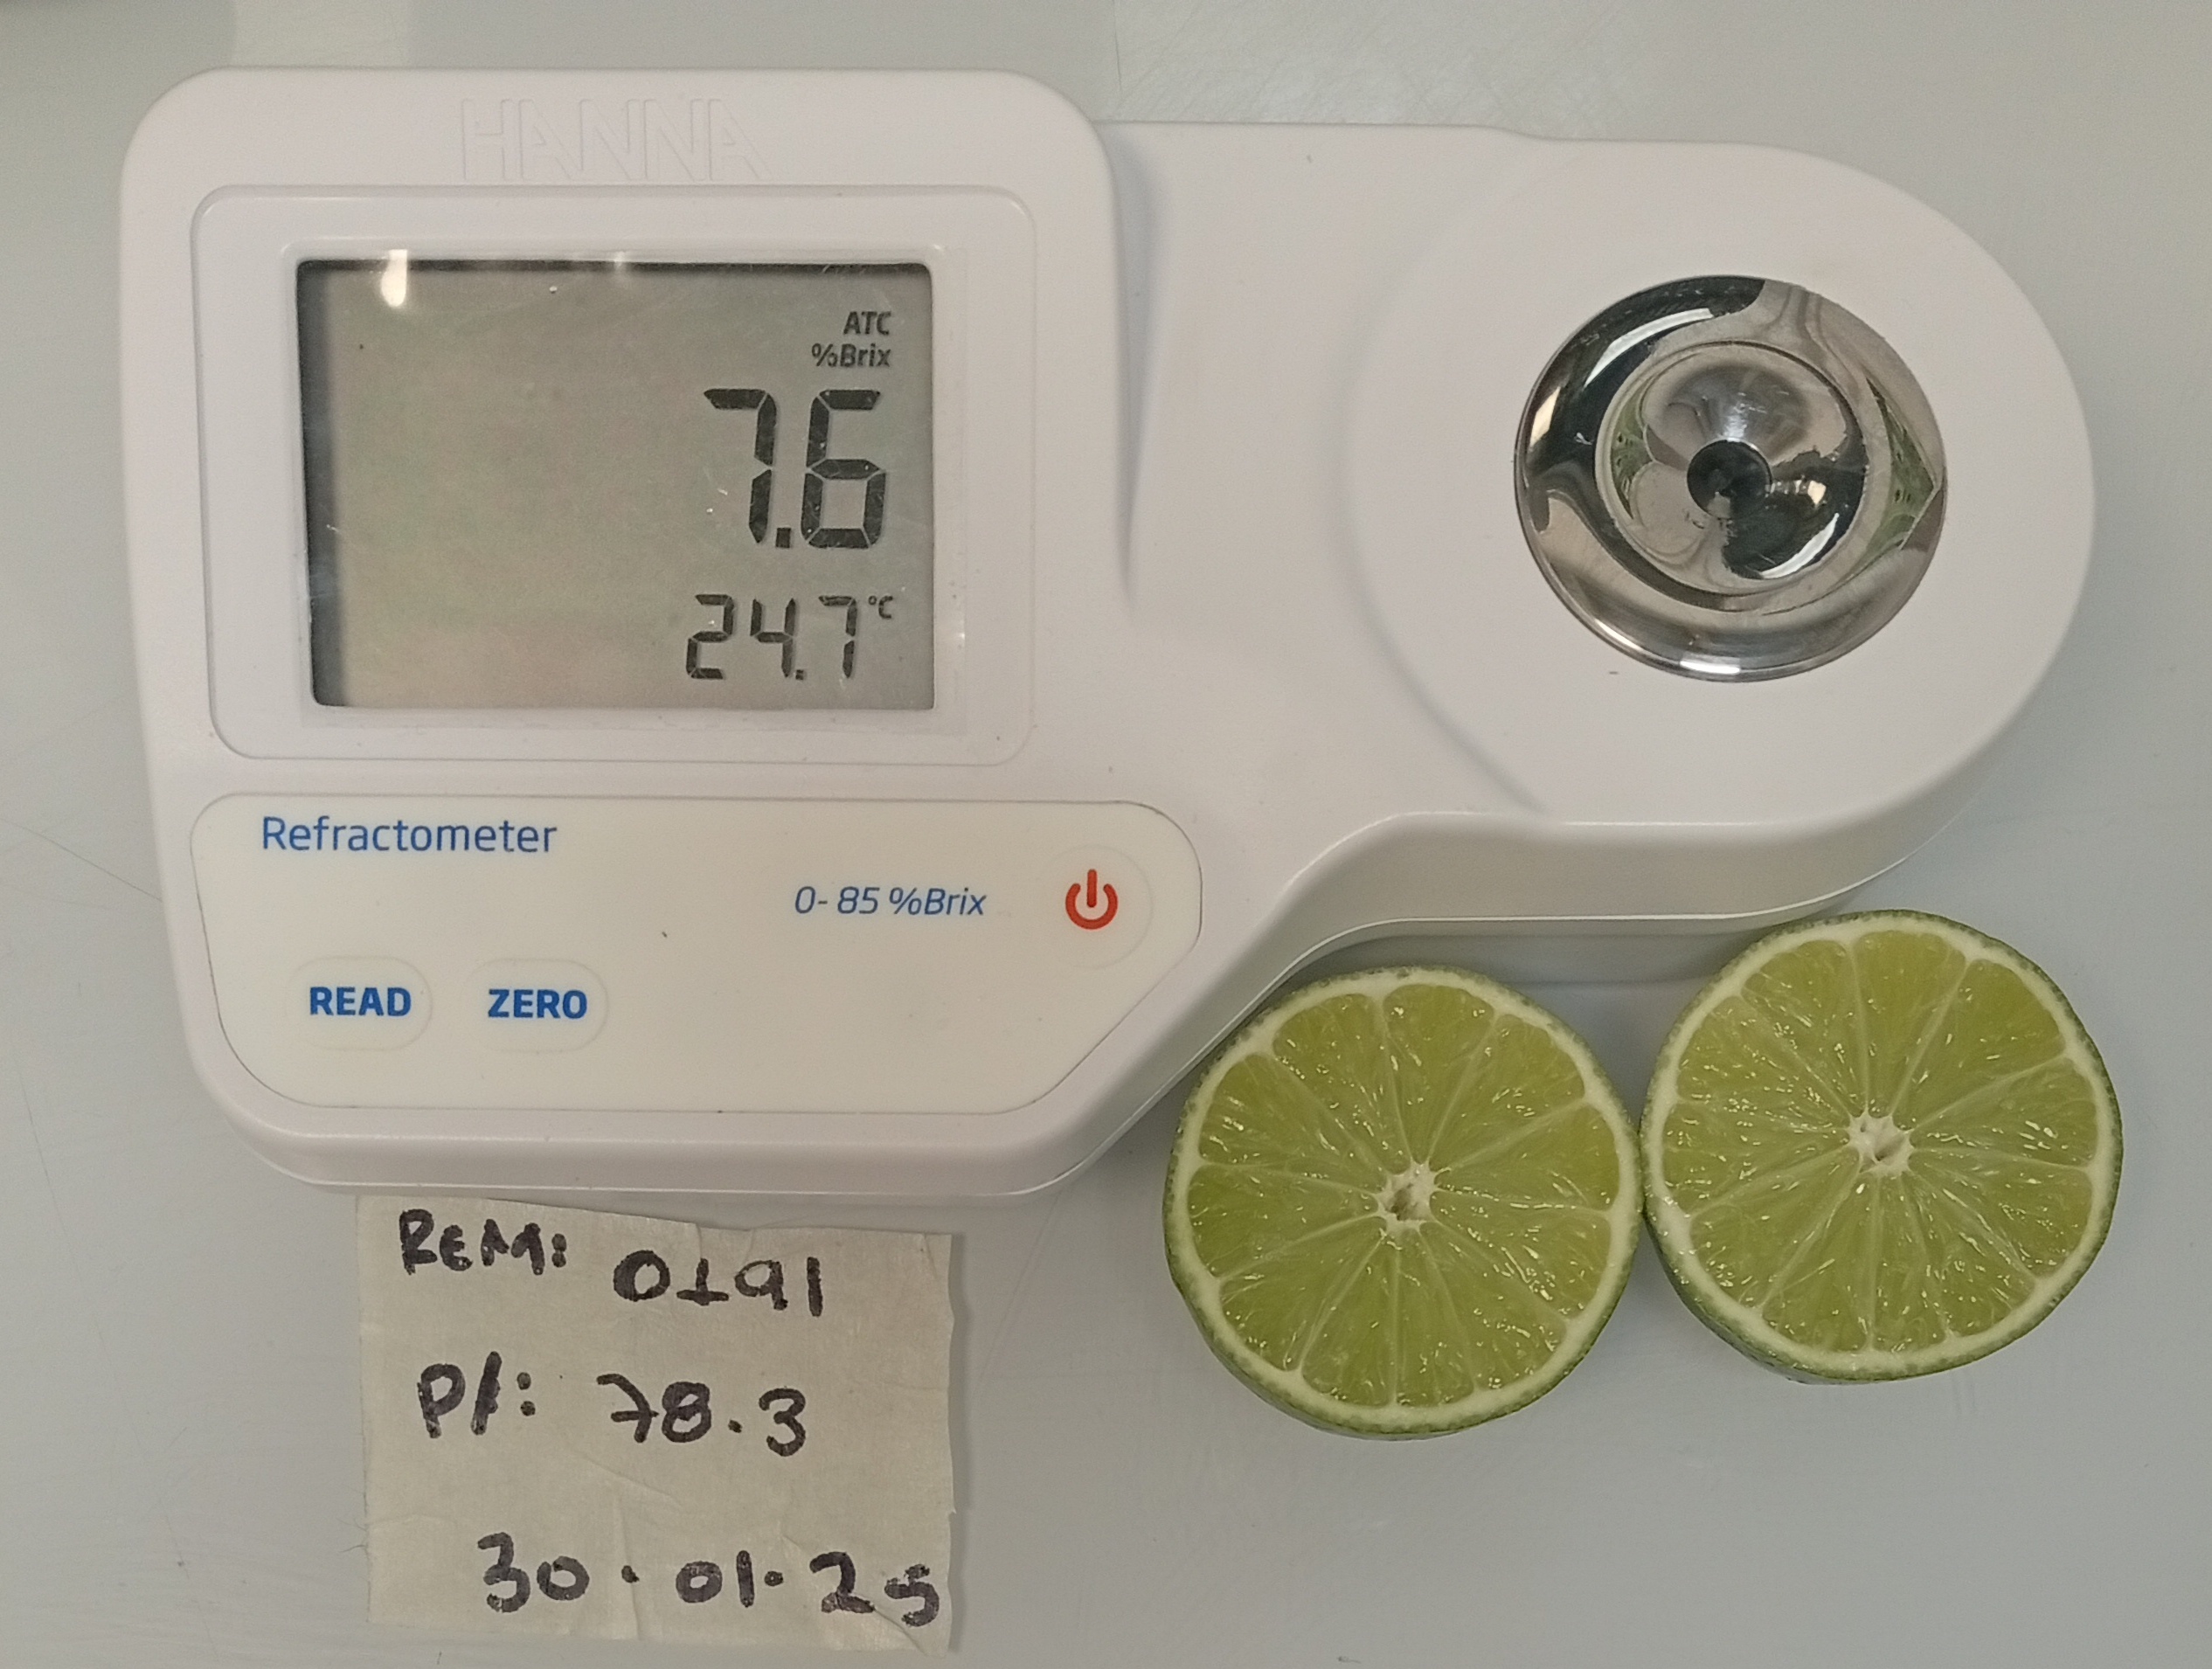 HANNA
ATC
%Brix
7.6
24.7 °C
Refractometer
0-85 %Brix
READ ZERO
REM: 0191
P/: 78.3
30.01.25